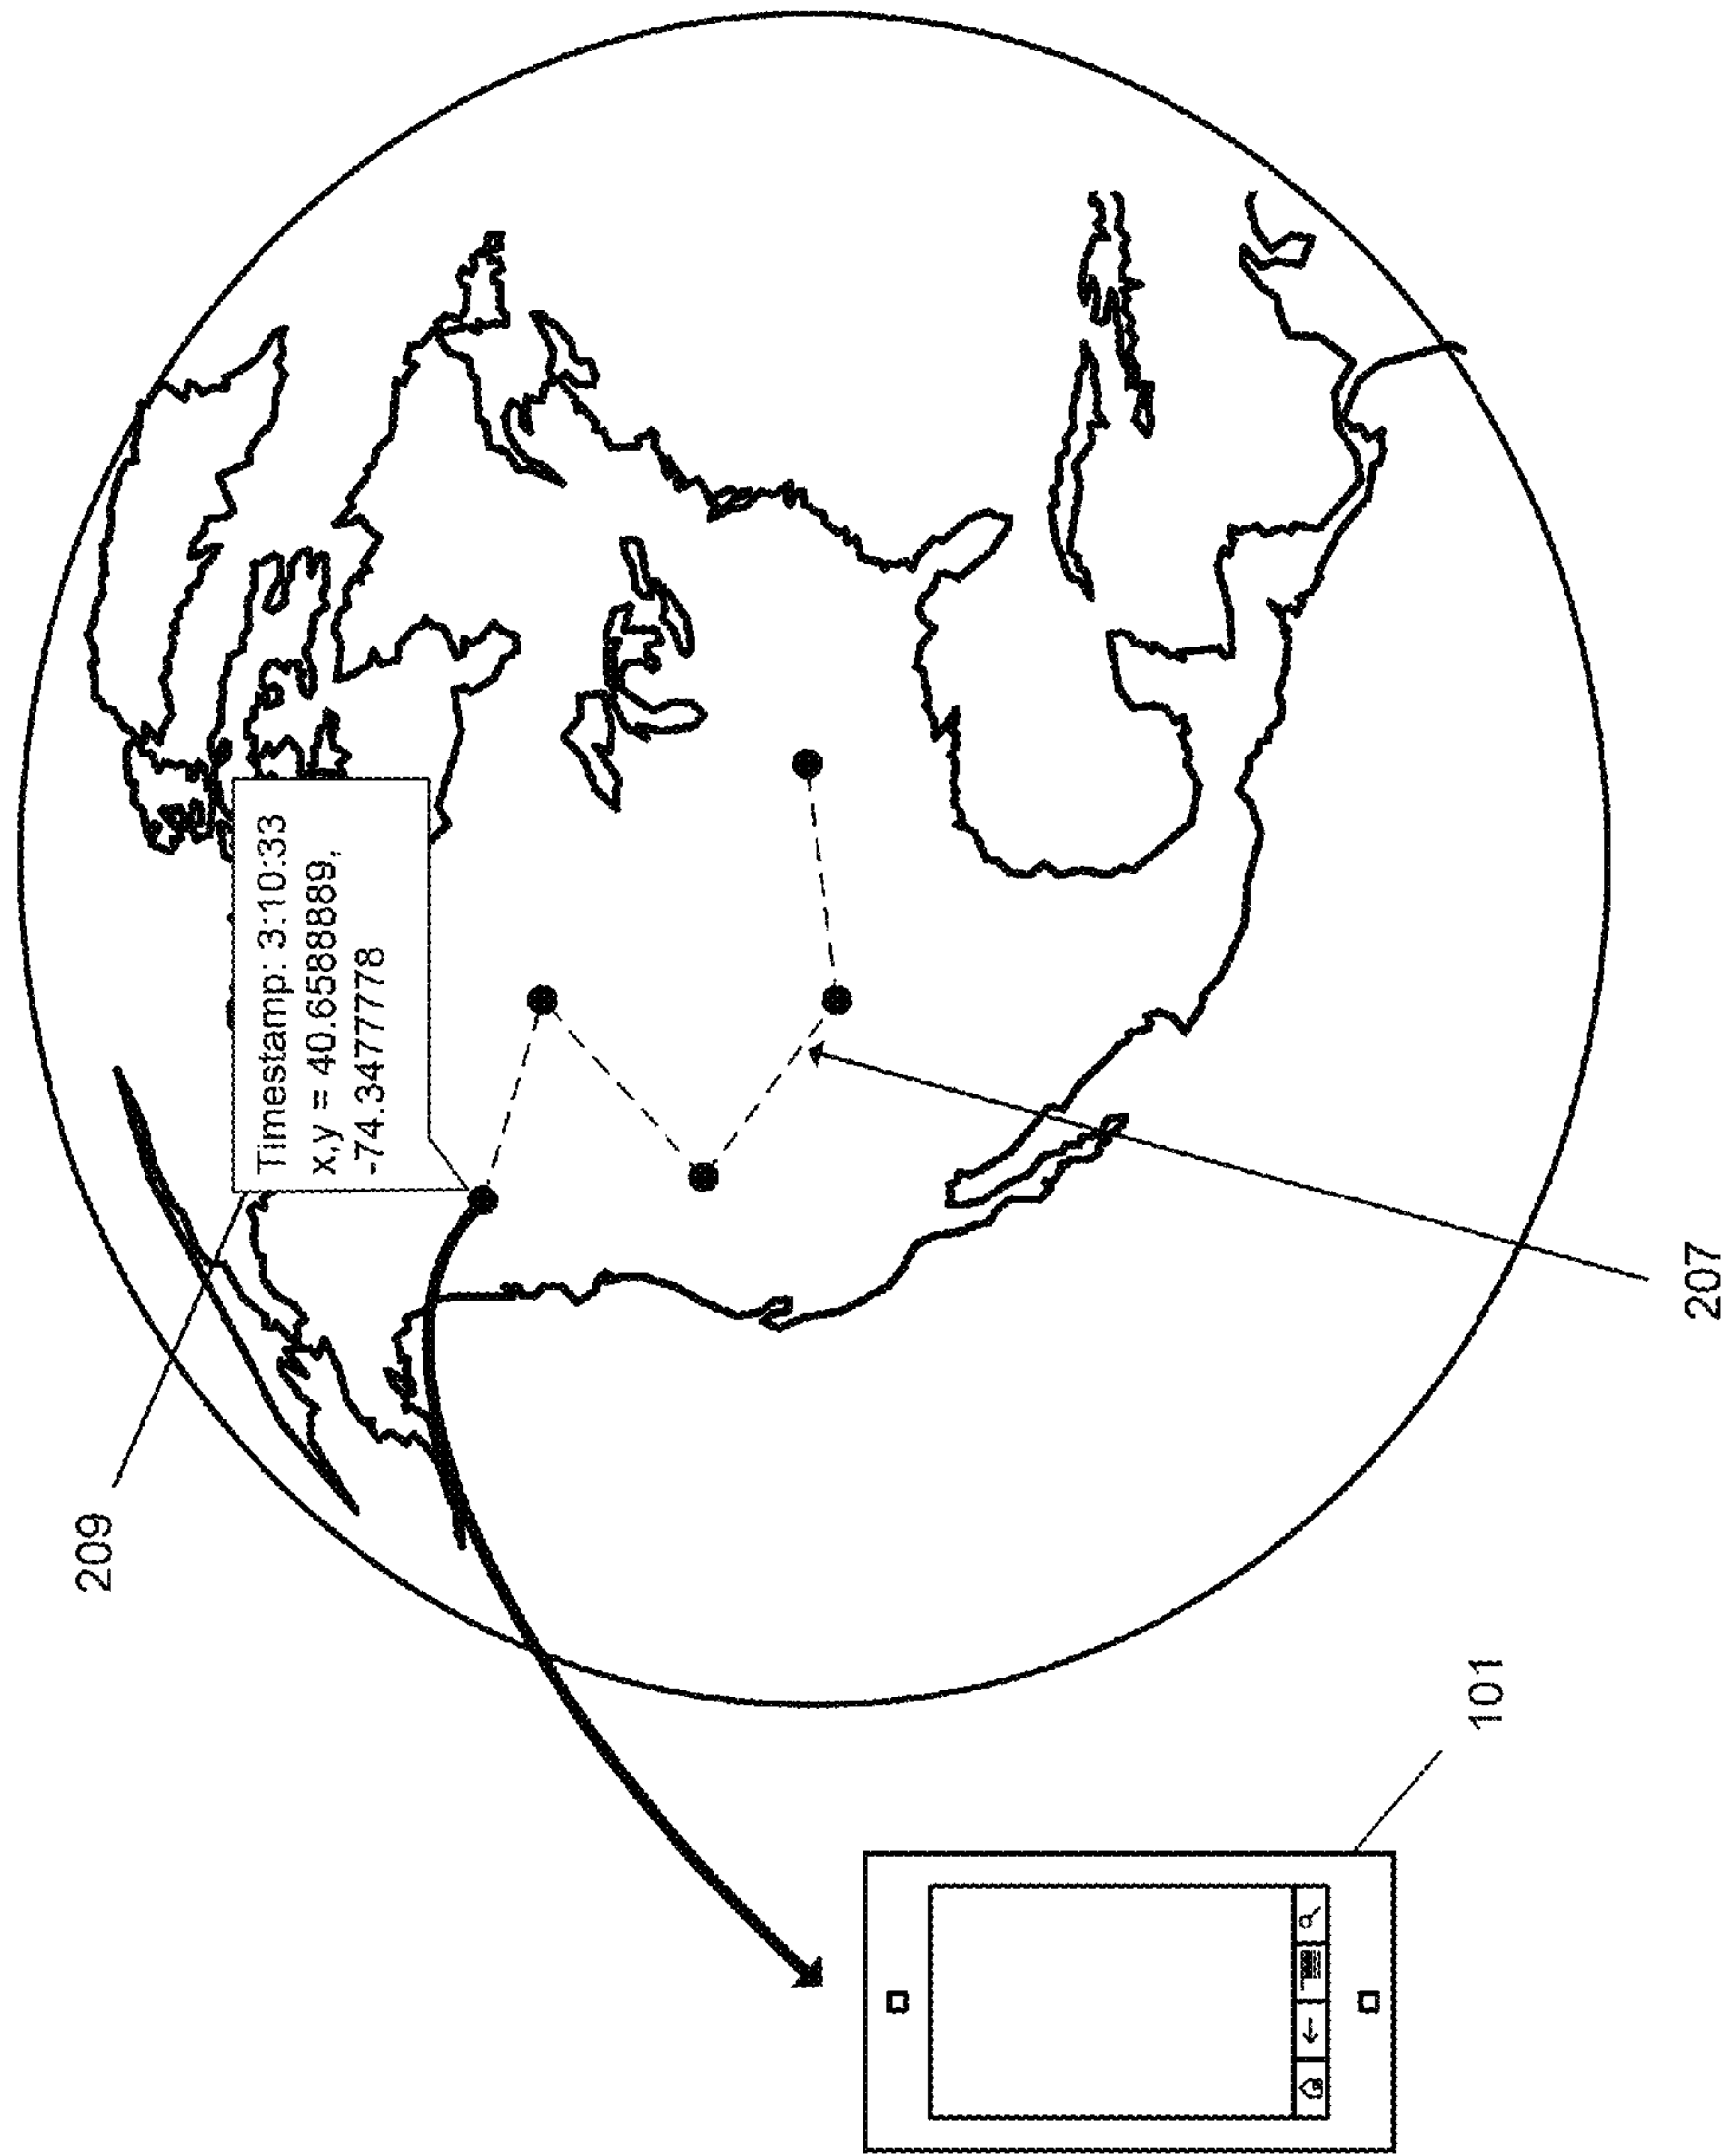 209
Timestamp: 3:10:33
x,y = 40.6588889,
-74.3477778
101
207